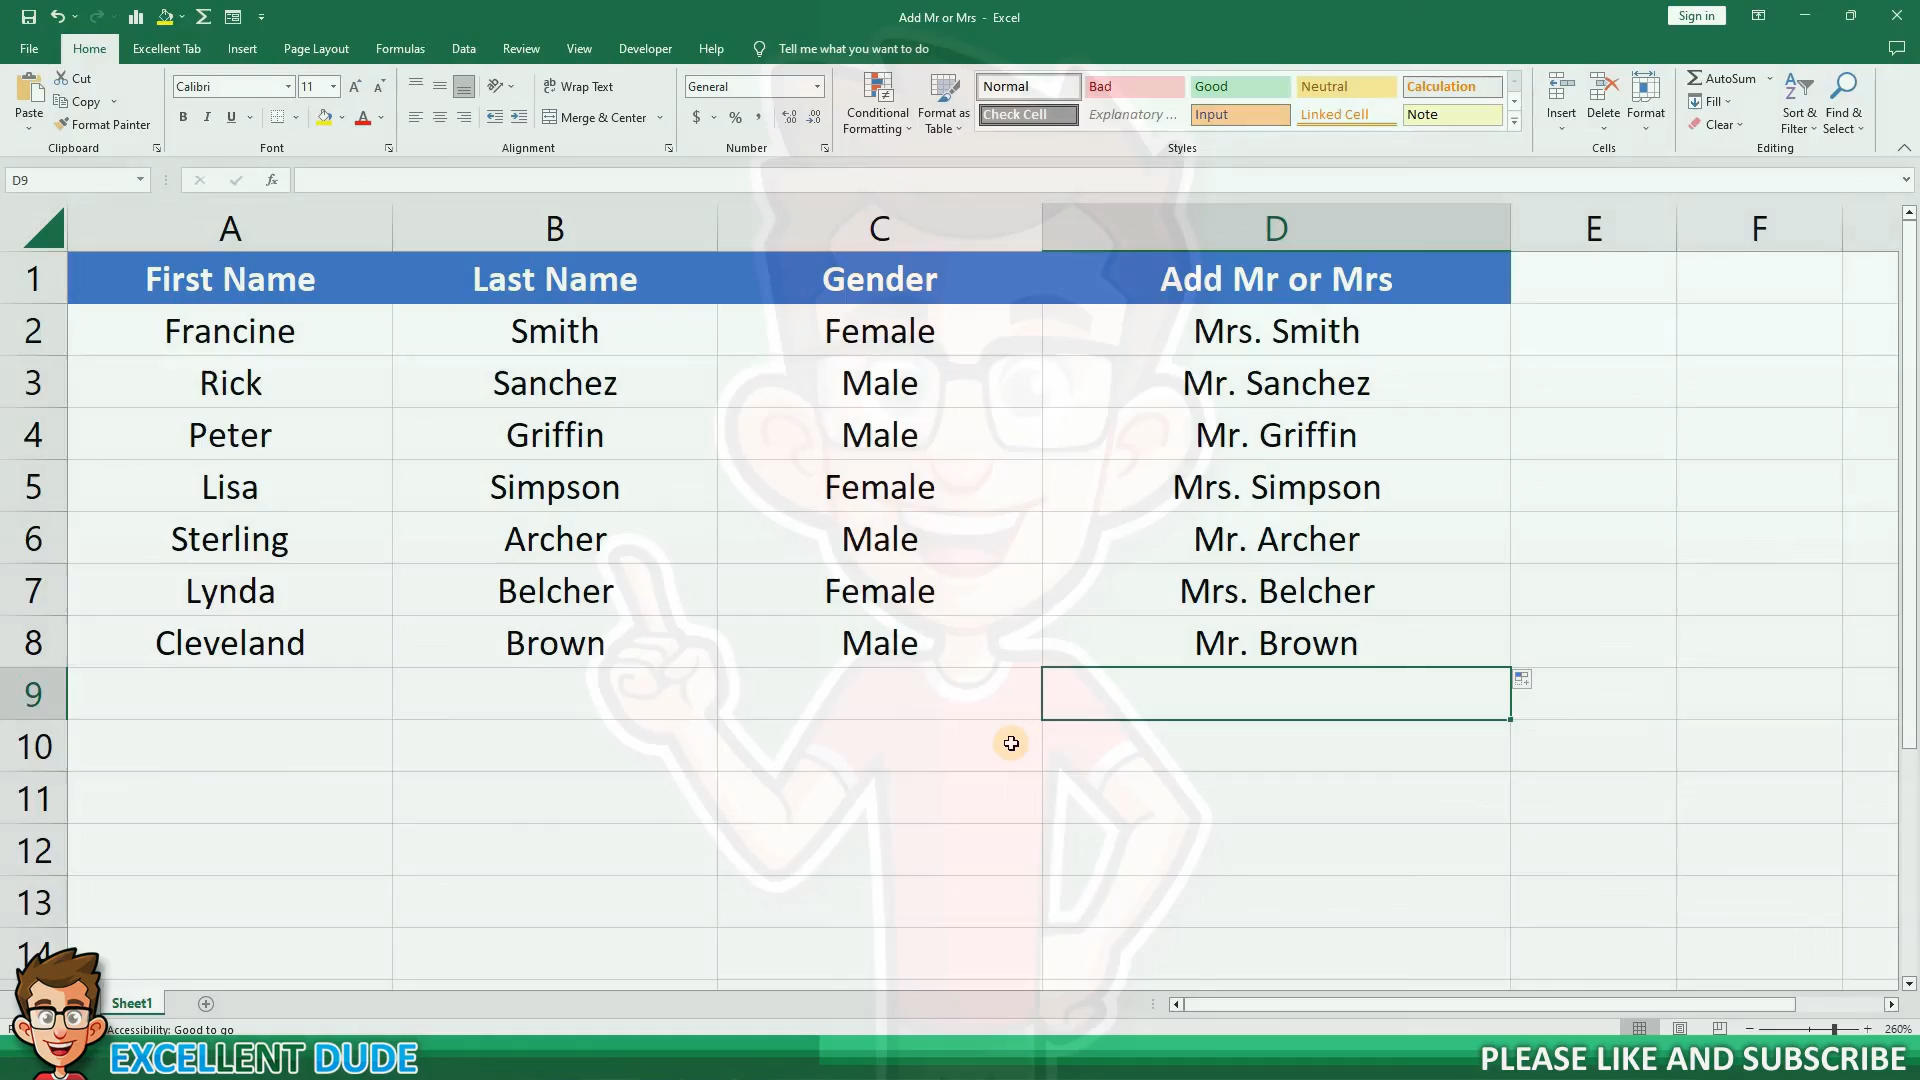 Add Mr or Mrs - Excel
Sign in
File Home Excellent Tab Insert Page Layout Formulas Data Review View Developer Help Tell me what you want to do
Paste
Cut
Copy
Format Painter
Clipboard
Calibri 11
B I U
Font
Wrap Text
Merge & Center
Alignment
General
$ % ,
Number
Conditional Formatting
Format as Table
Normal Bad Good Neutral Calculation
Check Cell Explanatory ... Input Linked Cell Note
Styles
Insert Delete Format
Cells
AutoSum
Fill
Clear
Sort & Filter
Find & Select
Editing
D9 fx
A B C D E F
1 First Name Last Name Gender Add Mr or Mrs
2 Francine Smith Female Mrs. Smith
3 Rick Sanchez Male Mr. Sanchez
4 Peter Griffin Male Mr. Griffin
5 Lisa Simpson Female Mrs. Simpson
6 Sterling Archer Male Mr. Archer
7 Lynda Belcher Female Mrs. Belcher
8 Cleveland Brown Male Mr. Brown
9
10
11
12
13
14
Sheet1
Accessibility: Good to go
260%
EXCELLENT DUDE
PLEASE LIKE AND SUBSCRIBE